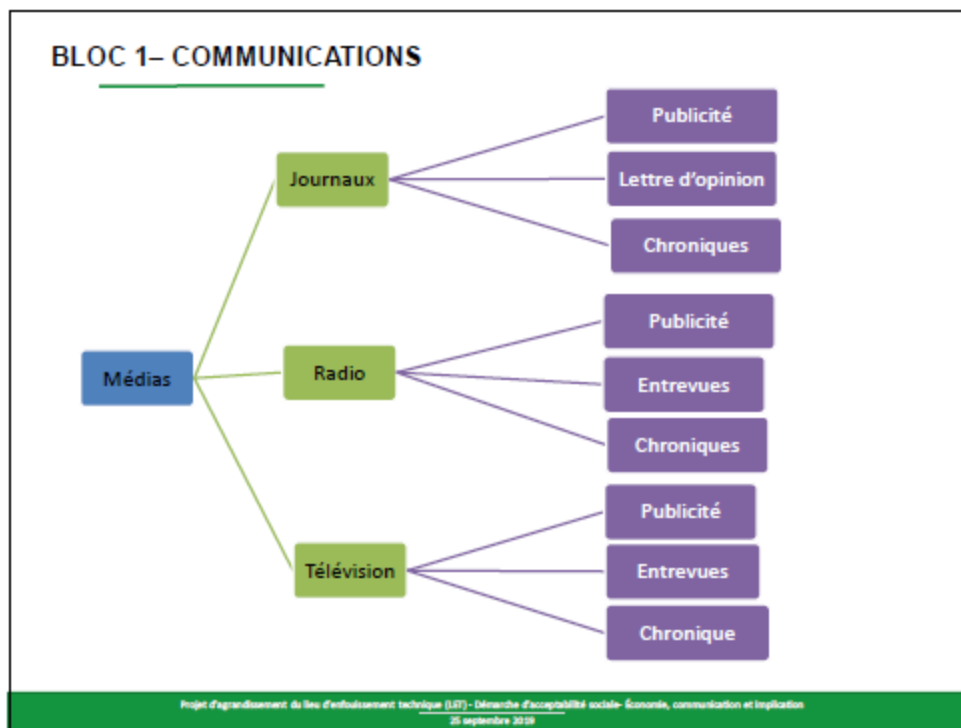 BLOC 1– COMMUNICATIONS
Médias
Journaux
Publicité
Lettre d'opinion
Chroniques
Radio
Publicité
Entrevues
Chroniques
Télévision
Publicité
Entrevues
Chronique
Projet d'agrandissement du lieu d'enfouissement technique (LET) - Démarche d'acceptabilité sociale- Économie, communication et implication
25 septembre 2019